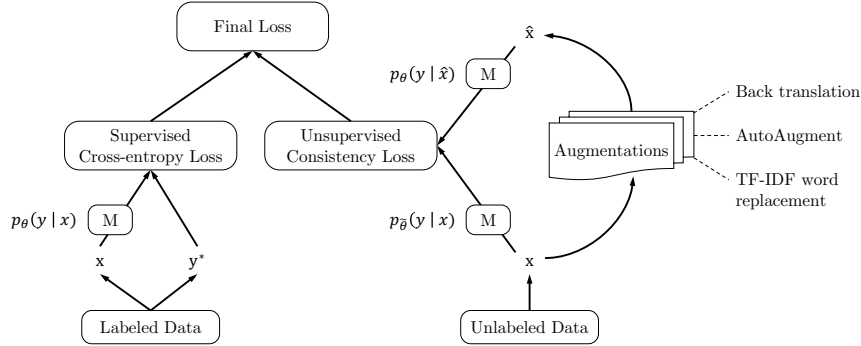 Final Loss
x̂
p_θ(y | x̂)
M
Back translation
Supervised
Cross-entropy Loss
Unsupervised
Consistency Loss
Augmentations
AutoAugment
TF-IDF word
replacement
p_θ(y | x)
M
p_θ̃(y | x)
M
x
y*
x
Labeled Data
Unlabeled Data